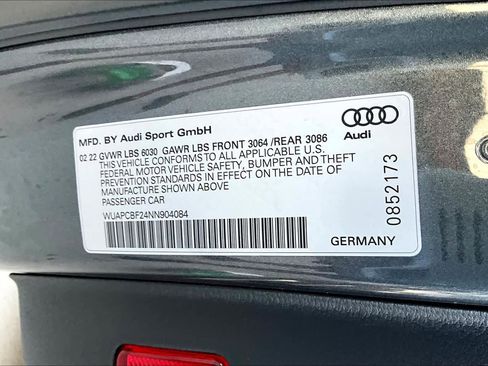 MFD. BY Audi Sport GmbH
02 22 GVWR LBS 6030 GAWR LBS FRONT 3064 /REAR 3086
THIS VEHICLE CONFORMS TO ALL APPLICABLE U.S.
FEDERAL MOTOR VEHICLE SAFETY, BUMPER AND THEFT
PREVENTION STANDARDS IN EFFECT ON THE DATE OF
MANUFACTURE SHOWN ABOVE
PASSENGER CAR
WUAPCBF24NN904084
Audi
0852173
GERMANY